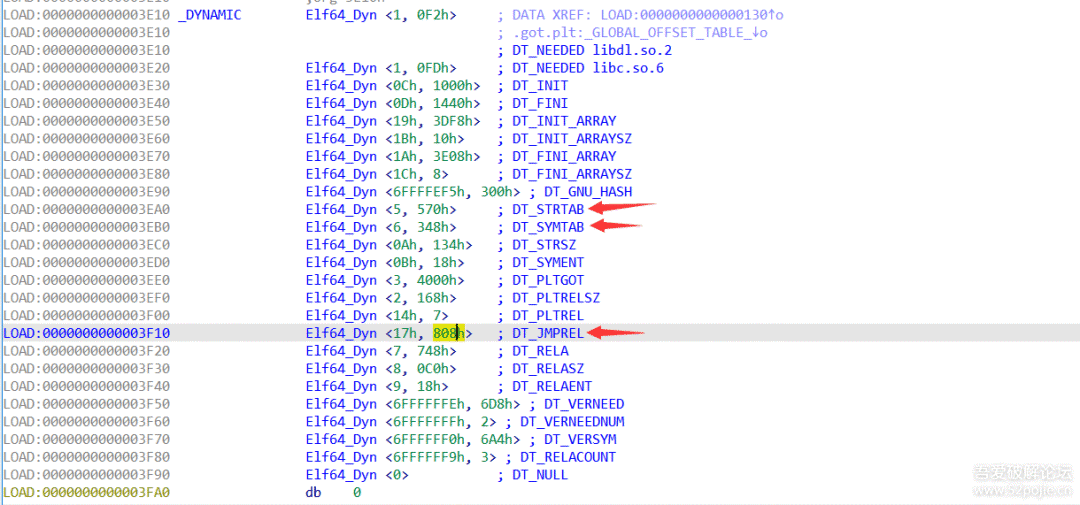 LOAD:0000000000003E10 _DYNAMIC Elf64_Dyn <1, 0F2h> ; DATA XREF: LOAD:0000000000000130↑o
LOAD:0000000000003E10 ; .got.plt:_GLOBAL_OFFSET_TABLE_↓o
LOAD:0000000000003E10 ; DT_NEEDED libdl.so.2
LOAD:0000000000003E20 Elf64_Dyn <1, 0FDh> ; DT_NEEDED libc.so.6
LOAD:0000000000003E30 Elf64_Dyn <0Ch, 1000h> ; DT_INIT
LOAD:0000000000003E40 Elf64_Dyn <0Dh, 1440h> ; DT_FINI
LOAD:0000000000003E50 Elf64_Dyn <19h, 3DF8h> ; DT_INIT_ARRAY
LOAD:0000000000003E60 Elf64_Dyn <1Bh, 10h> ; DT_INIT_ARRAYSZ
LOAD:0000000000003E70 Elf64_Dyn <1Ah, 3E08h> ; DT_FINI_ARRAY
LOAD:0000000000003E80 Elf64_Dyn <1Ch, 8> ; DT_FINI_ARRAYSZ
LOAD:0000000000003E90 Elf64_Dyn <6FFFFEF5h, 300h> ; DT_GNU_HASH
LOAD:0000000000003EA0 Elf64_Dyn <5, 570h> ; DT_STRTAB
LOAD:0000000000003EB0 Elf64_Dyn <6, 348h> ; DT_SYMTAB
LOAD:0000000000003EC0 Elf64_Dyn <0Ah, 134h> ; DT_STRSZ
LOAD:0000000000003ED0 Elf64_Dyn <0Bh, 18h> ; DT_SYMENT
LOAD:0000000000003EE0 Elf64_Dyn <3, 4000h> ; DT_PLTGOT
LOAD:0000000000003EF0 Elf64_Dyn <2, 168h> ; DT_PLTRELSZ
LOAD:0000000000003F00 Elf64_Dyn <14h, 7> ; DT_PLTREL
LOAD:0000000000003F10 Elf64_Dyn <17h, 808h> ; DT_JMPREL
LOAD:0000000000003F20 Elf64_Dyn <7, 748h> ; DT_RELA
LOAD:0000000000003F30 Elf64_Dyn <8, 0C0h> ; DT_RELASZ
LOAD:0000000000003F40 Elf64_Dyn <9, 18h> ; DT_RELAENT
LOAD:0000000000003F50 Elf64_Dyn <6FFFFFFEh, 6D8h> ; DT_VERNEED
LOAD:0000000000003F60 Elf64_Dyn <6FFFFFFFh, 2> ; DT_VERNEEDNUM
LOAD:0000000000003F70 Elf64_Dyn <6FFFFFF0h, 6A4h> ; DT_VERSYM
LOAD:0000000000003F80 Elf64_Dyn <6FFFFFF9h, 3> ; DT_RELACOUNT
LOAD:0000000000003F90 Elf64_Dyn <0> ; DT_NULL
LOAD:0000000000003FA0 db 0
吾爱破解论坛
www.52pojie.cn